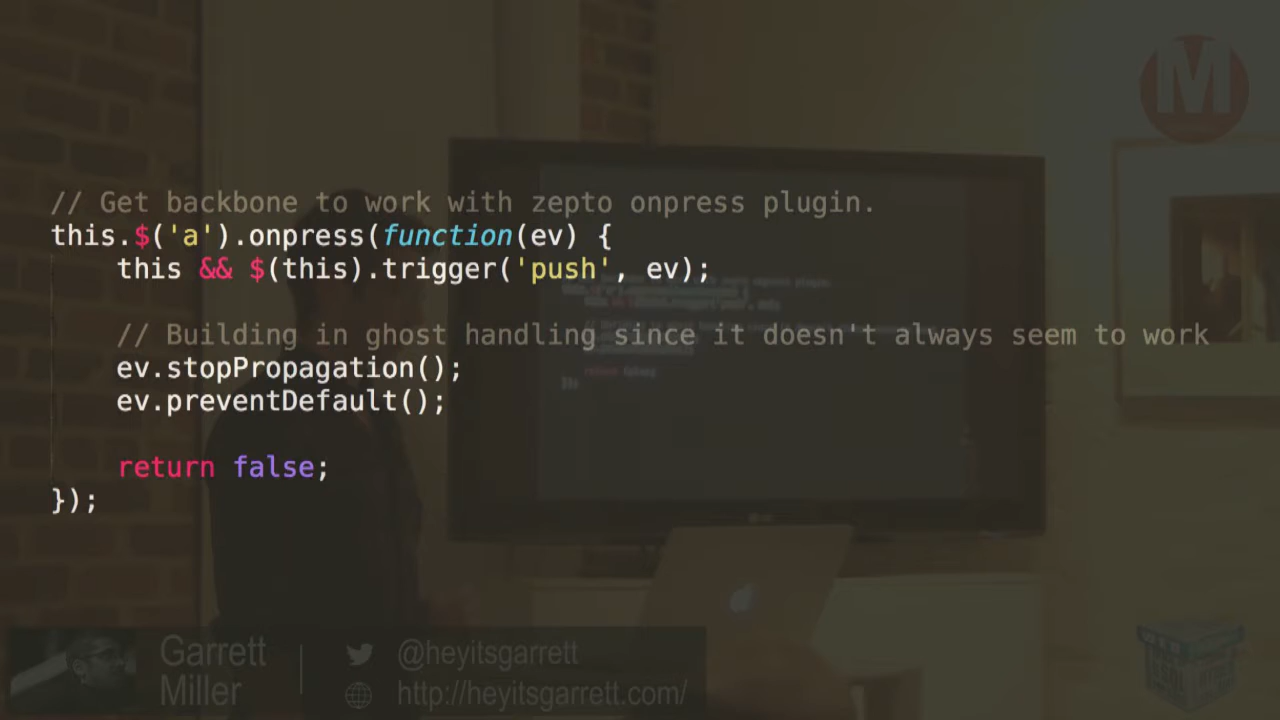 M
// Get backbone to work with zepto onpress plugin.
this.$('a').onpress(function(ev) {
this && $(this).trigger('push', ev);
// Building in ghost handling since it doesn't always seem to work
ev.stopPropagation();
ev.preventDefault();
return false;
});
Garrett
Miller
@heyitsgarrett
http://heyitsgarrett.com/